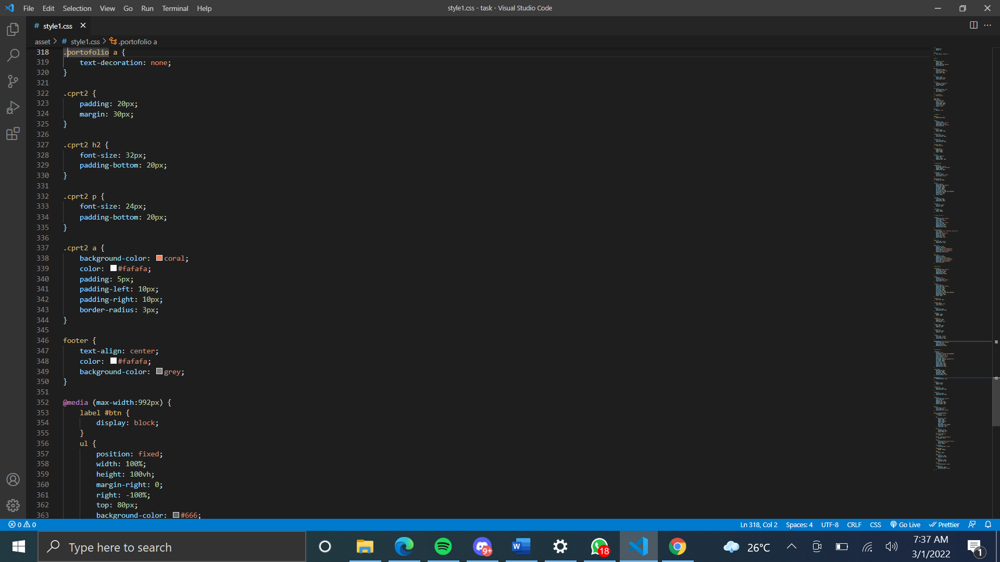 File Edit Selection View Go Run Terminal Help
style1.css - task - Visual Studio Code
# style1.css
asset > # style1.css > .portofolio a
318 .portofolio a {
319 text-decoration: none;
320 }
321
322 .cprt2 {
323 padding: 20px;
324 margin: 30px;
325 }
326
327 .cprt2 h2 {
328 font-size: 32px;
329 padding-bottom: 20px;
330 }
331
332 .cprt2 p {
333 font-size: 24px;
334 padding-bottom: 20px;
335 }
336
337 .cprt2 a {
338 background-color: coral;
339 color: #fafafa;
340 padding: 5px;
341 padding-left: 10px;
342 padding-right: 10px;
343 border-radius: 3px;
344 }
345
346 footer {
347 text-align: center;
348 color: #fafafa;
349 background-color: grey;
350 }
351
352 @media (max-width:992px) {
353 label #btn {
354 display: block;
355 }
356 ul {
357 position: fixed;
358 width: 100%;
359 height: 100vh;
360 margin-right: 0;
361 right: -100%;
362 top: 80px;
363 background-color: #666;
0 0 Ln 318, Col 2 Spaces: 4 UTF-8 CRLF CSS Go Live Prettier
Type here to search
9+
W
18
26°C
7:37 AM
3/1/2022
1